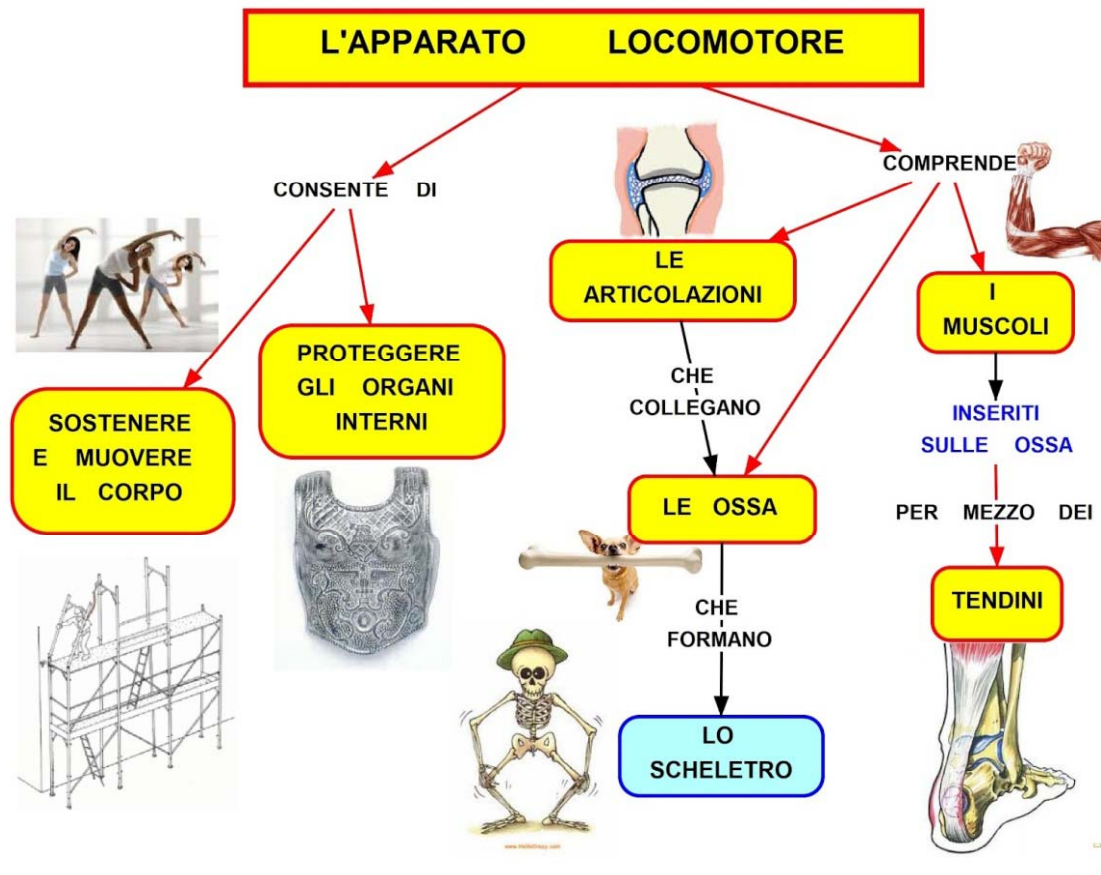 L'APPARATO LOCOMOTORE
CONSENTE DI
COMPRENDE
SOSTENERE
E MUOVERE
IL CORPO
PROTEGGERE
GLI ORGANI
INTERNI
LE
ARTICOLAZIONI
CHE
COLLEGANO
LE OSSA
CHE
FORMANO
LO
SCHELETRO
I
MUSCOLI
INSERITI
SULLE OSSA
PER MEZZO DEI
TENDINI